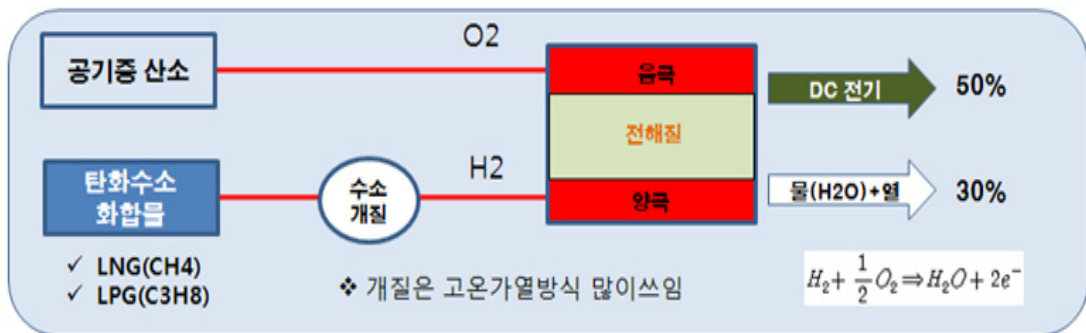 공기증 산소
O2
음극
전해질
양극
DC 전기
50%
탄화수소
화합물
수소
개질
H2
물(H2O)+열
30%
✓ LNG(CH4)
✓ LPG(C3H8)
❖ 개질은 고온가열방식 많이쓰임
H₂ + 1/2 O₂ ⇒ H₂O + 2e⁻